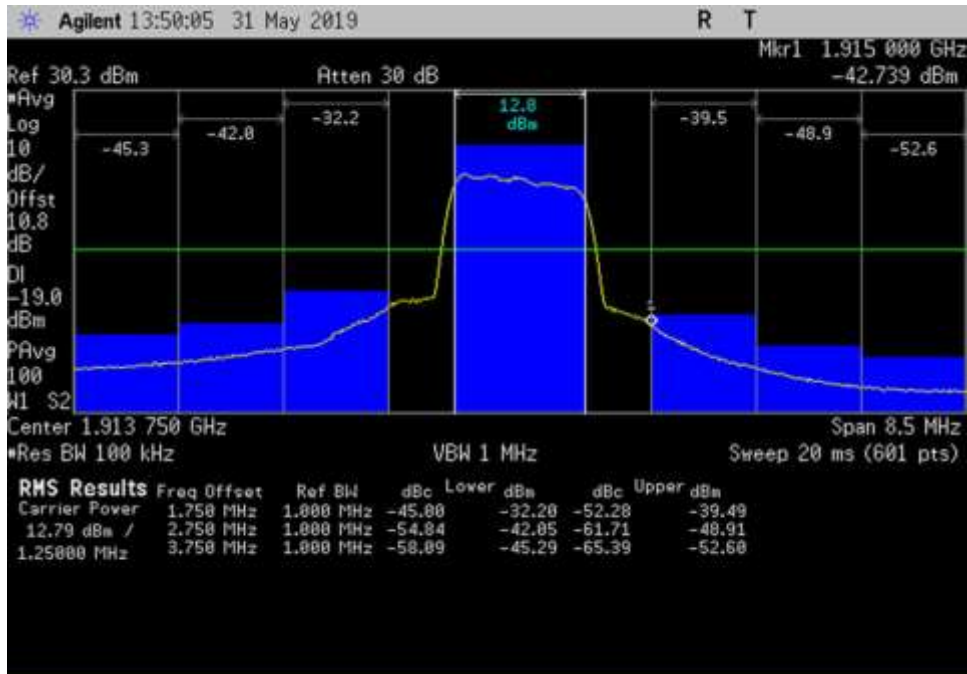 Agilent 13:50:05 31 May 2019 R T
Mkr1 1.915 000 GHz
Ref 30.3 dBm Atten 30 dB -42.739 dBm
#Avg
Log
10
dB/
Offst
10.8
dB
DI
-19.0
dBm
PAvg
100
W1 S2
-45.3 -42.0 -32.2 12.8 dBm -39.5 -48.9 -52.6
Center 1.913 750 GHz Span 8.5 MHz
#Res BW 100 kHz VBW 1 MHz Sweep 20 ms (601 pts)
RMS Results Freq Offset Ref BW dBc Lower dBm dBc Upper dBm
Carrier Power 1.750 MHz 1.000 MHz -45.00 -32.20 -52.28 -39.49
12.79 dBm / 2.750 MHz 1.000 MHz -54.84 -42.05 -61.71 -48.91
1.25000 MHz 3.750 MHz 1.000 MHz -58.09 -45.29 -65.39 -52.60
1